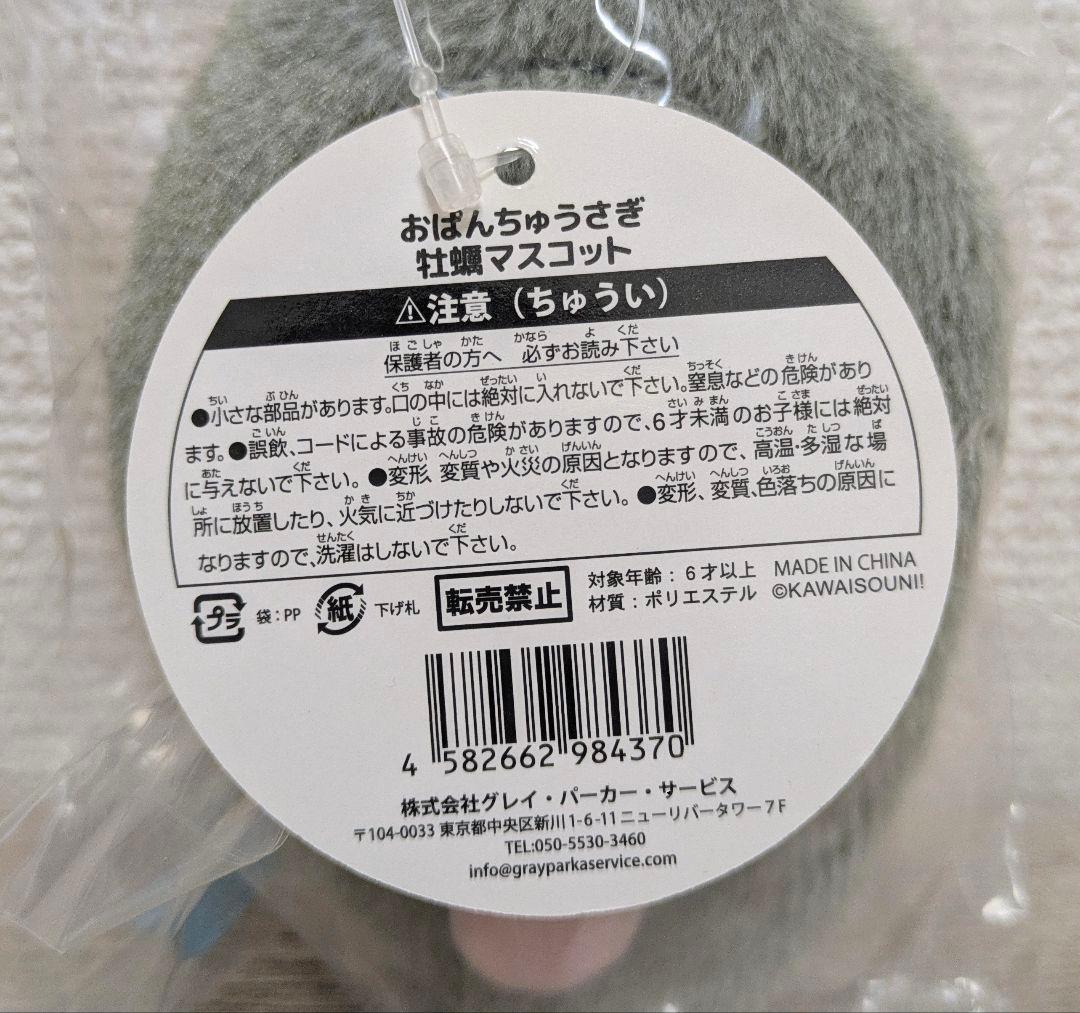 おぱんちゅうさぎ
牡蠣マスコット
⚠注意（ちゅうい）
保護者の方へ　必ずお読み下さい
●小さな部品があります。口の中には絶対に入れないで下さい。窒息などの危険があり
ます。●誤飲、コードによる事故の危険がありますので、6才未満のお子様には絶対
に与えないで下さい。●変形、変質や火災の原因となりますので、高温・多湿な場
所に放置したり、火気に近づけたりしないで下さい。●変形、変質、色落ちの原因に
なりますので、洗濯はしないで下さい。
プラ 袋：PP 紙 下げ札 転売禁止 対象年齢：6才以上 MADE IN CHINA
材質：ポリエステル ©KAWAISOUNI!
4 582662 984370
株式会社グレイ・パーカー・サービス
〒104-0033 東京都中央区新川1-6-11ニューリバータワー7F
TEL:050-5530-3460
info@grayparkaservice.com